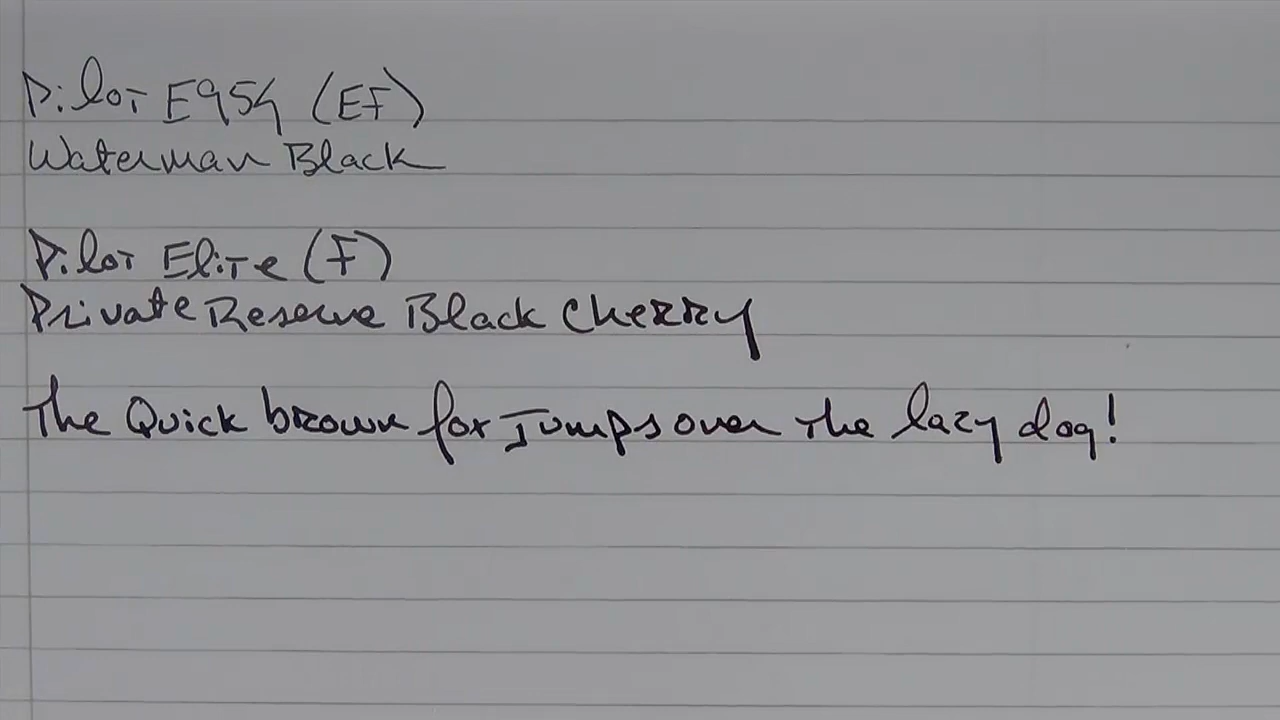 Pilot E95S (EF)
Waterman Black
Pilot Elite (F)
Private Reserve Black Cherry
The Quick brown fox Jumps over the lazy dog!